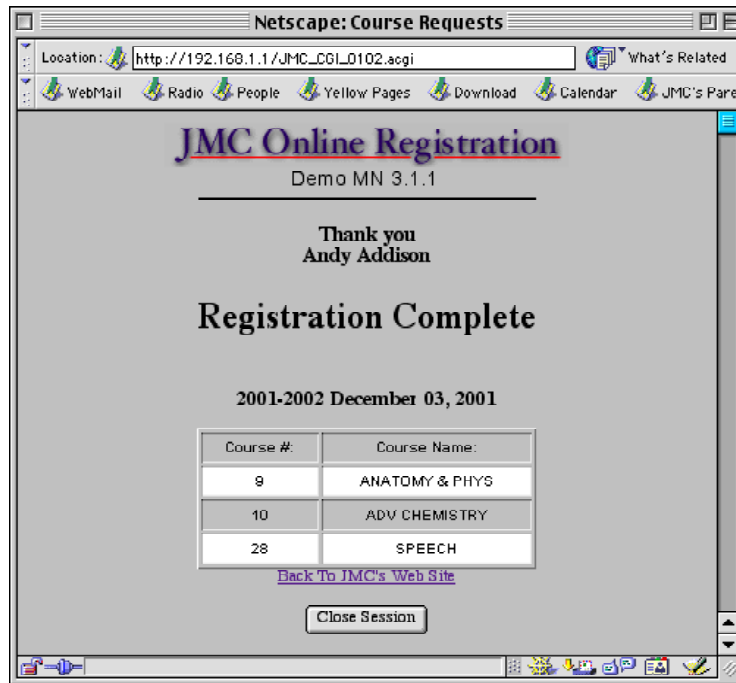 Netscape: Course Requests
Location: http://192.168.1.1/JMC_CGI_0102.acgi What's Related
WebMail Radio People Yellow Pages Download Calendar JMC's Pare
JMC Online Registration
Demo MN 3.1.1
Thank you
Andy Addison
Registration Complete
2001-2002 December 03, 2001
Course #: Course Name:
9 ANATOMY & PHYS
10 ADV CHEMISTRY
28 SPEECH
Back To JMC's Web Site
Close Session